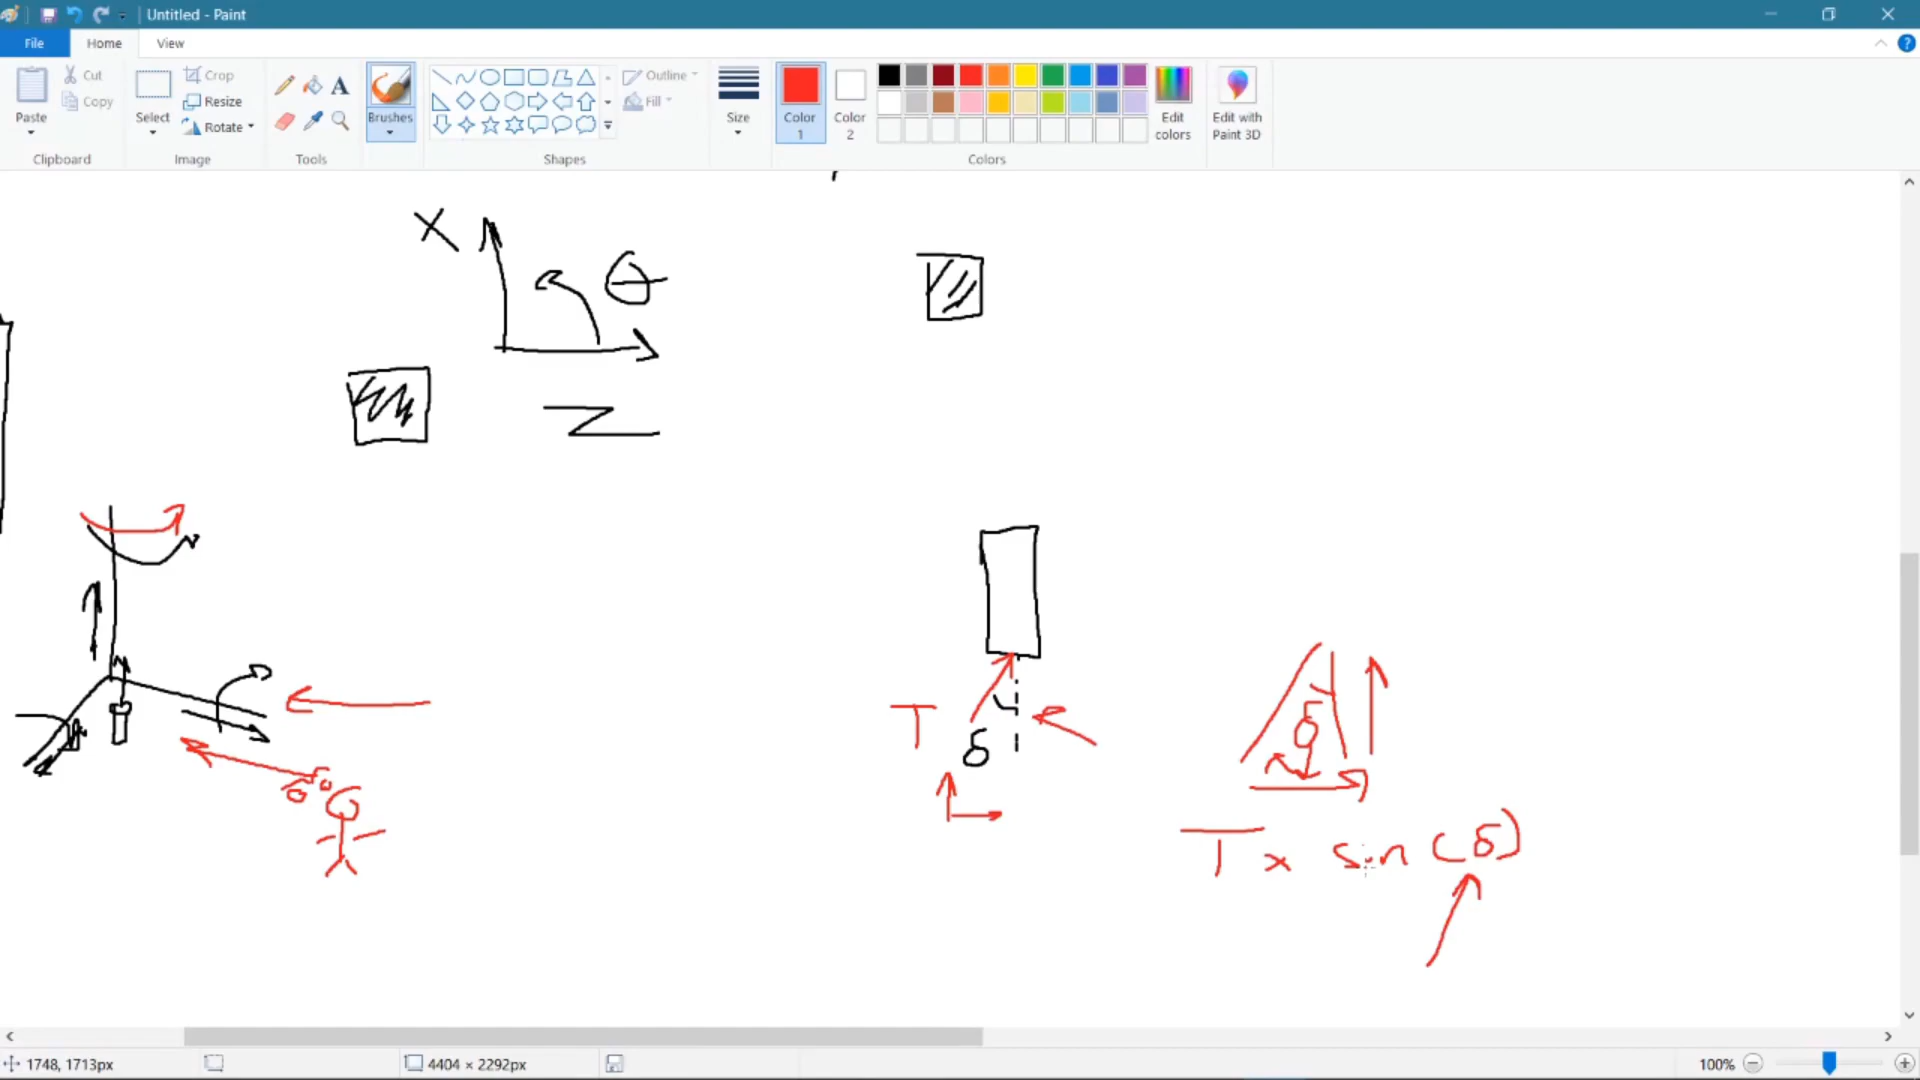 Untitled - Paint
File
Home
View
Paste
Cut
Copy
Clipboard
Select
Crop
Resize
Rotate
Image
A
Tools
Brushes
Shapes
Outline
Fill
Size
Color 1
Color 2
Colors
Edit colors
Edit with Paint 3D
X
θ
Z
T
δ
δ
T x sin (δ)
1748, 1713px
4404 × 2292px
100%